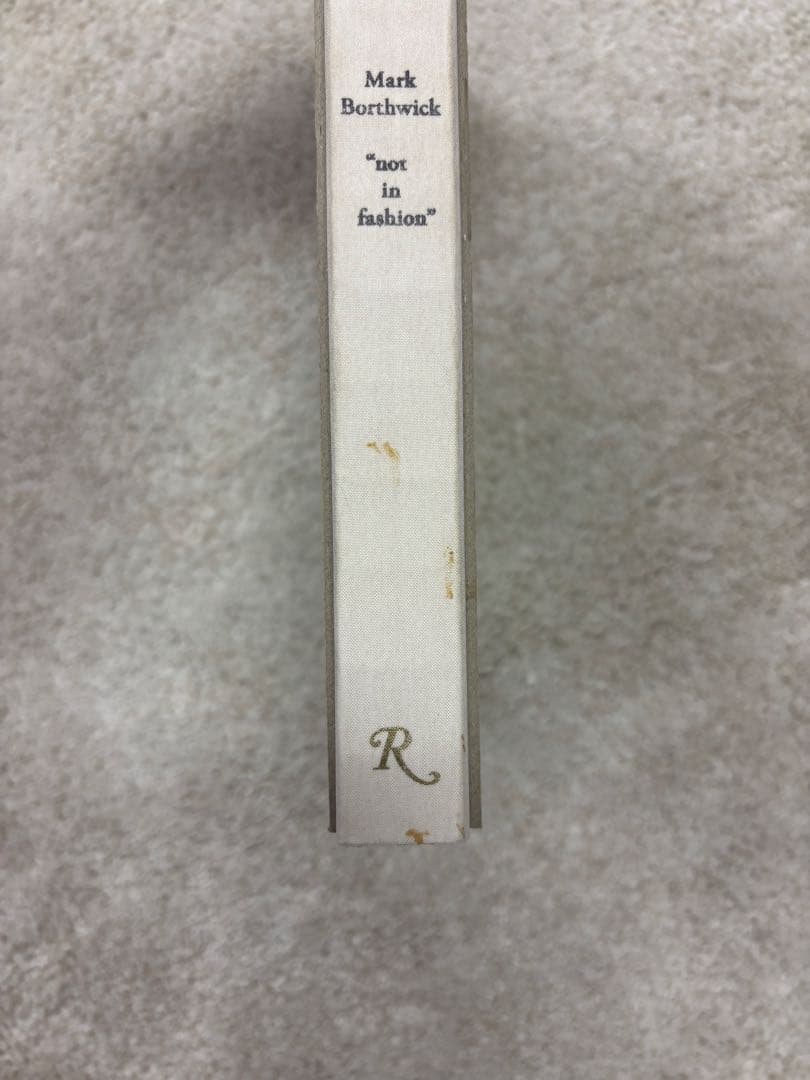 Mark
Borthwick
“not
in
fashion”
R